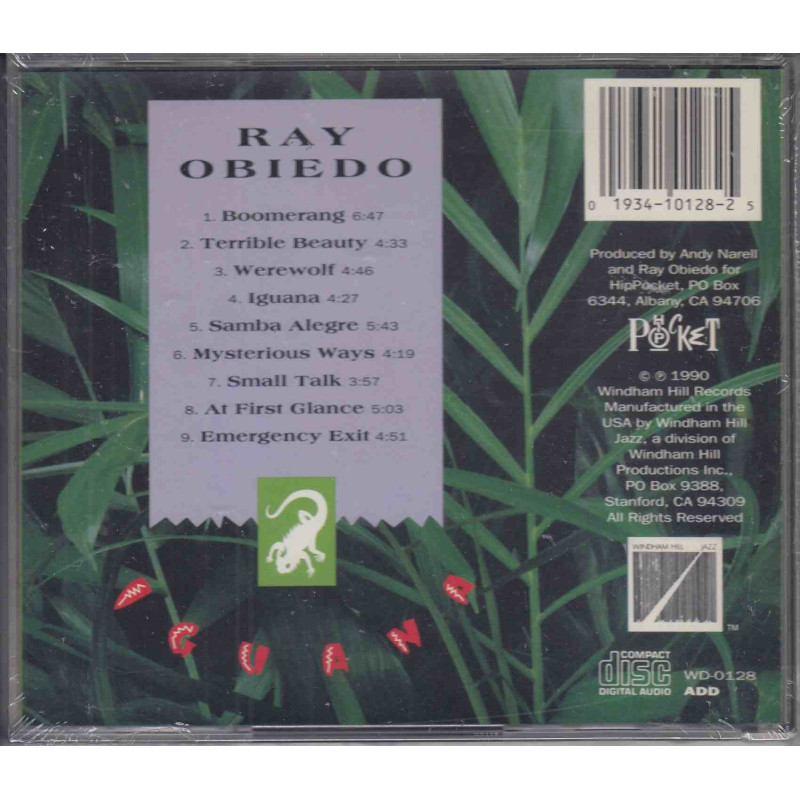 RAY
OBIEDO
1. Boomerang 6:47
2. Terrible Beauty 4:33
3. Werewolf 4:46
4. Iguana 4:27
5. Samba Alegre 5:43
6. Mysterious Ways 4:19
7. Small Talk 3:57
8. At First Glance 5:03
9. Emergency Exit 4:51
IGUANA
0 1934-10128-2 5
Produced by Andy Narell
and Ray Obiedo for
HipPocket, PO Box
6344, Albany, CA 94706
HIP POCKET
© ℗ 1990
Windham Hill Records
Manufactured in the
USA by Windham Hill
Jazz, a division of
Windham Hill
Productions Inc.,
PO Box 9388,
Stanford, CA 94309
All Rights Reserved
WINDHAM HILL JAZZ
TM
COMPACT
disc
DIGITAL AUDIO
WD-0128
ADD